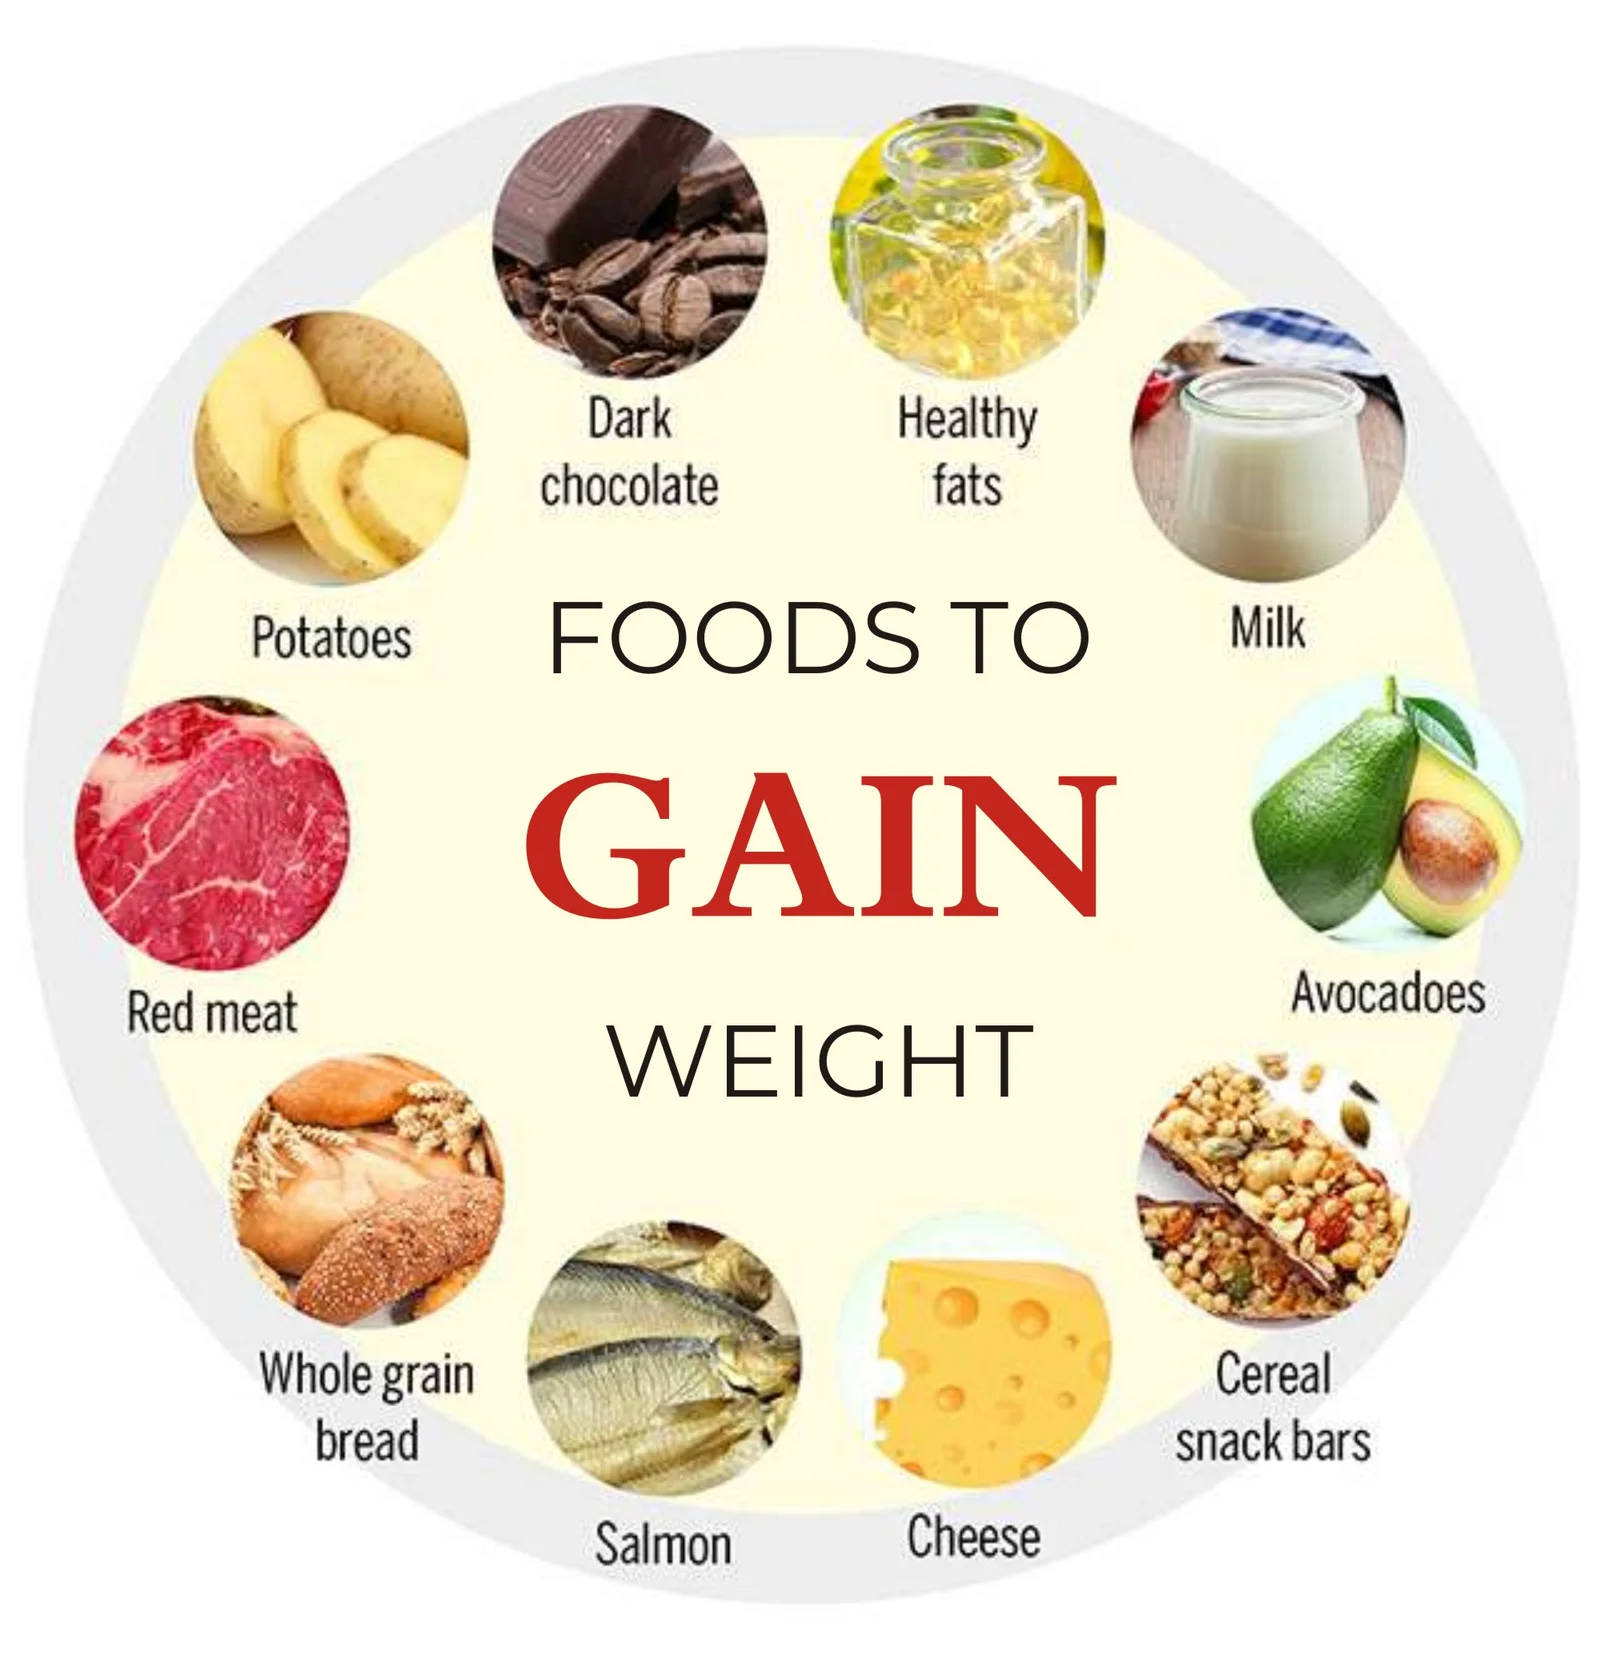 Dark
chocolate
Healthy
fats
Potatoes
Milk
FOODS TO
GAIN
WEIGHT
Red meat
Avocadoes
Whole grain
bread
Salmon
Cheese
Cereal
snack bars